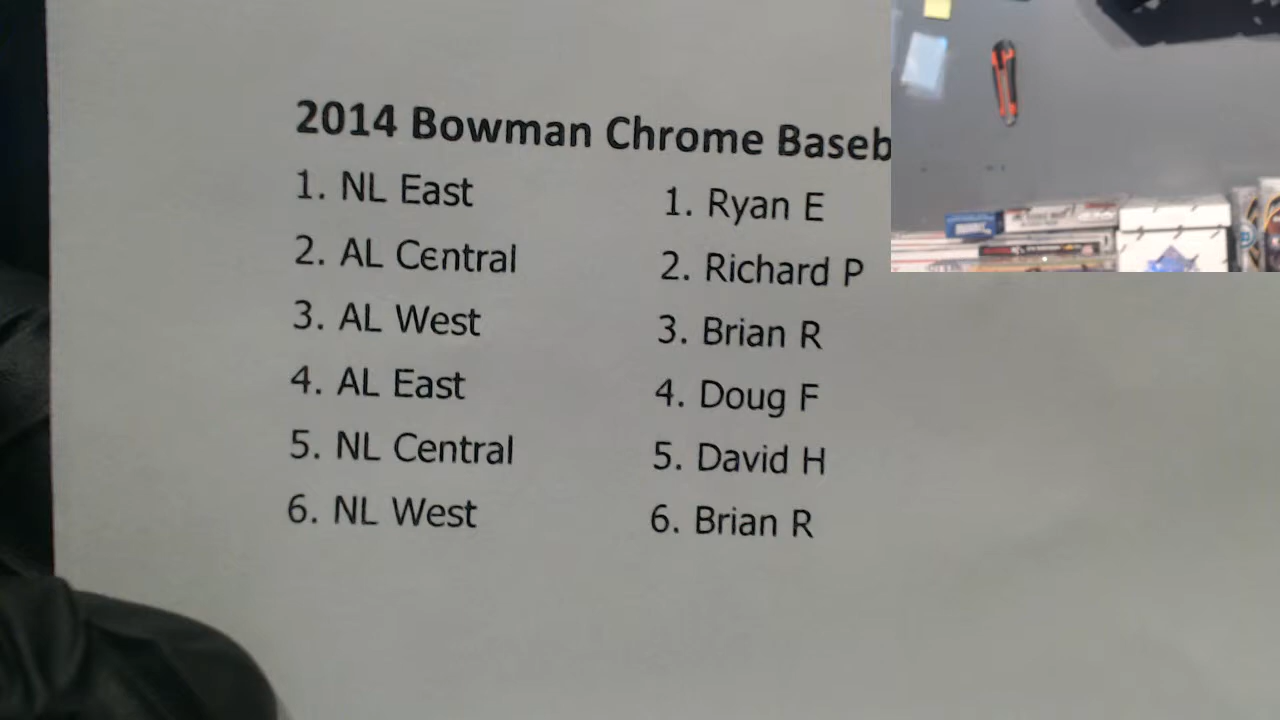 2014 Bowman Chrome Baseb
1. NL East
2. AL Central
3. AL West
4. AL East
5. NL Central
6. NL West
1. Ryan E
2. Richard P
3. Brian R
4. Doug F
5. David H
6. Brian R